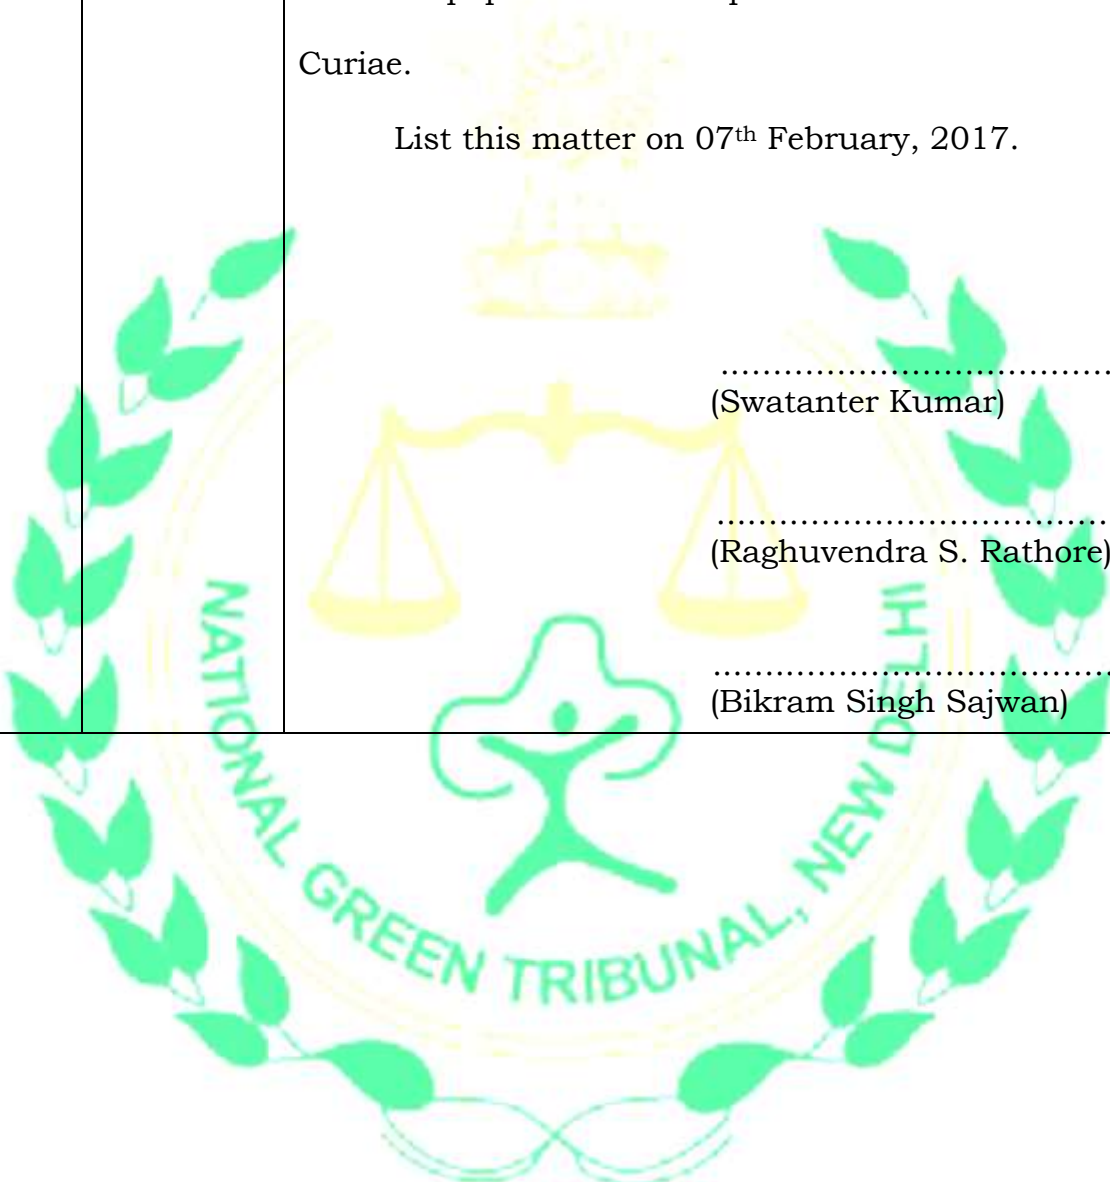 Curiae.
List this matter on 07th February, 2017.
........................................
(Swatanter Kumar)
........................................
(Raghuvendra S. Rathore)
........................................
(Bikram Singh Sajwan)
NATIONAL GREEN TRIBUNAL, NEW DELHI